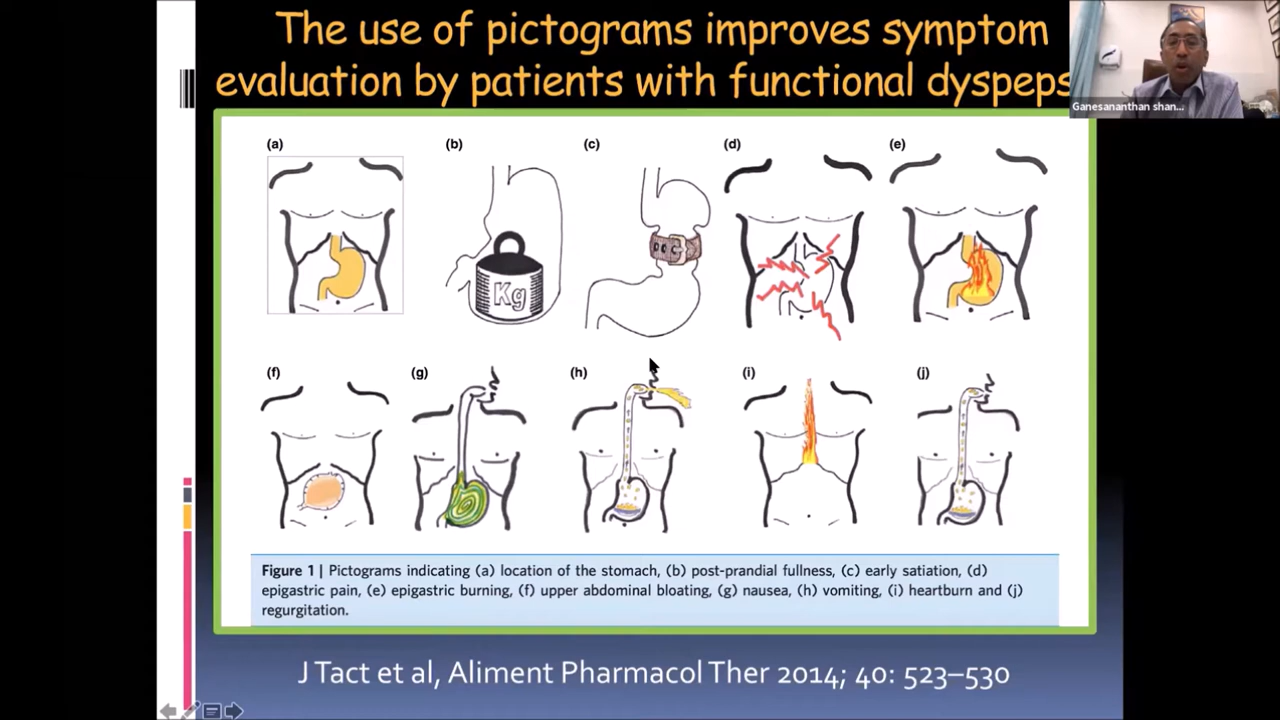 The use of pictograms improves symptom
evaluation by patients with functional dyspeps
Ganesananthan shan...
(a) (b) (c) (d) (e)
Kg
(f) (g) (h) (i) (j)
Figure 1 | Pictograms indicating (a) location of the stomach, (b) post-prandial fullness, (c) early satiation, (d)
epigastric pain, (e) epigastric burning, (f) upper abdominal bloating, (g) nausea, (h) vomiting, (i) heartburn and (j)
regurgitation.
J Tact et al, Aliment Pharmacol Ther 2014; 40: 523–530